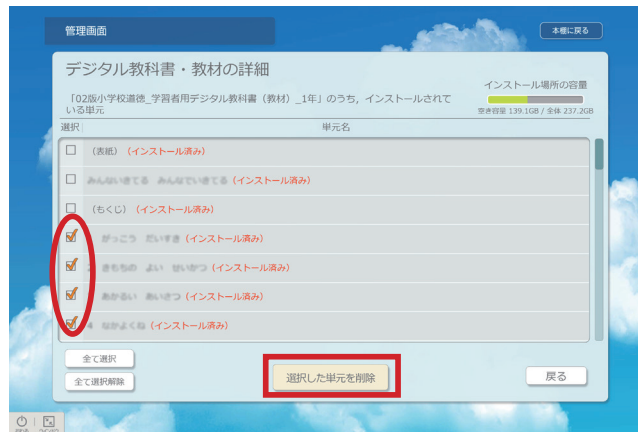 管理画面
本棚に戻る
デジタル教科書・教材の詳細
「02版小学校道徳_学習者用デジタル教科書（教材）_1年」のうち，インストールされて
いる単元
インストール場所の容量
空き容量 139.1GB / 全体 237.2GB
選択
単元名
（表紙）（インストール済み）
みんないきてる みんなでいきてる（インストール済み）
（もくじ）（インストール済み）
がっこう だいすき（インストール済み）
2 きもちの よい せいかつ（インストール済み）
あかるい あいさつ（インストール済み）
4 なかよくね（インストール済み）
全て選択
全て選択解除
選択した単元を削除
戻る